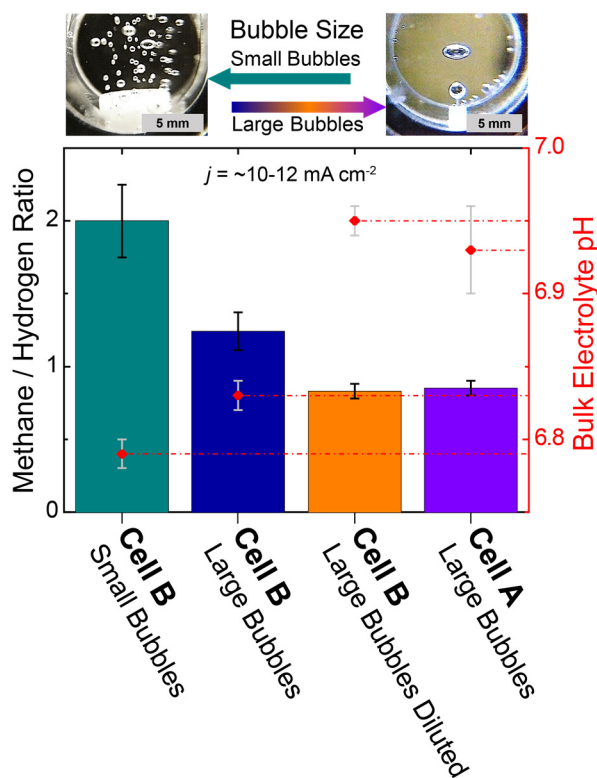 Bubble Size
Small Bubbles
Large Bubbles
5 mm
5 mm
j = ~10-12 mA cm⁻²
Methane / Hydrogen Ratio
0
1
2
Bulk Electrolyte pH
7.0
6.9
6.8
Cell B
Small Bubbles
Cell B
Large Bubbles
Cell B
Large Bubbles Diluted
Cell A
Large Bubbles